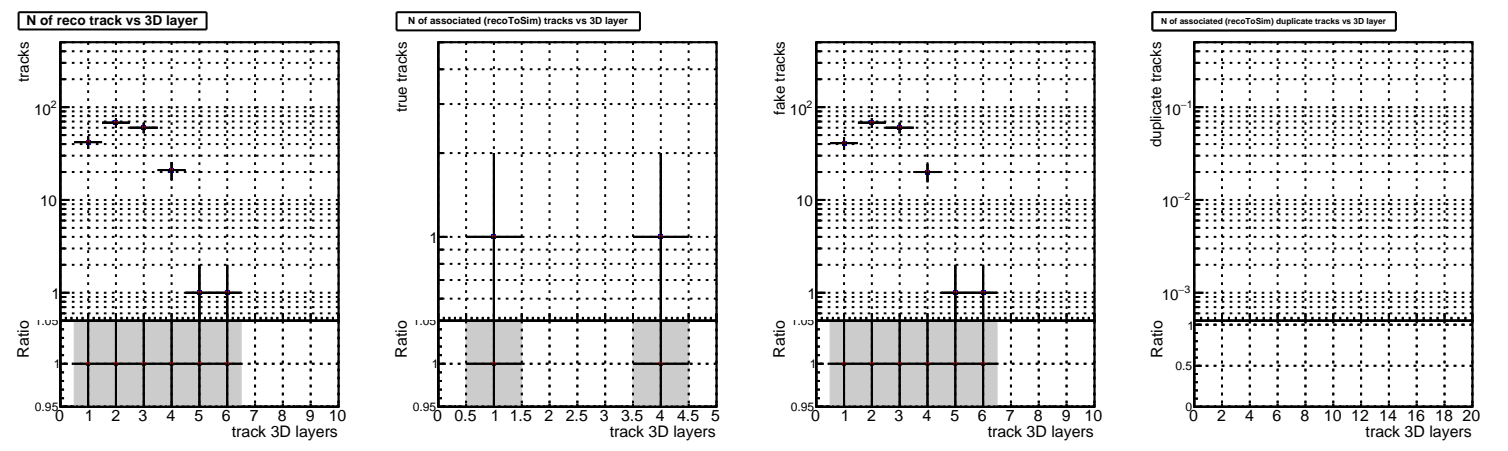 N of reco track vs 3D layer
tracks
10²
10
1
Ratio
1.05
1
0.95
0 1 2 3 4 5 6 7 8 9 10
track 3D layers
N of associated (recoToSim) tracks vs 3D layer
true tracks
1
Ratio
1.05
1
0.95
0 0.5 1 1.5 2 2.5 3 3.5 4 4.5 5
track 3D layers
fake tracks
10²
10
1
Ratio
1.05
1
0.95
0 1 2 3 4 5 6 7 8 9 10
track 3D layers
N of associated (recoToSim) duplicate tracks vs 3D layer
duplicate tracks
10⁻¹
10⁻²
10⁻³
Ratio
1
0.5
0
0 2 4 6 8 10 12 14 16 18 20
track 3D layers